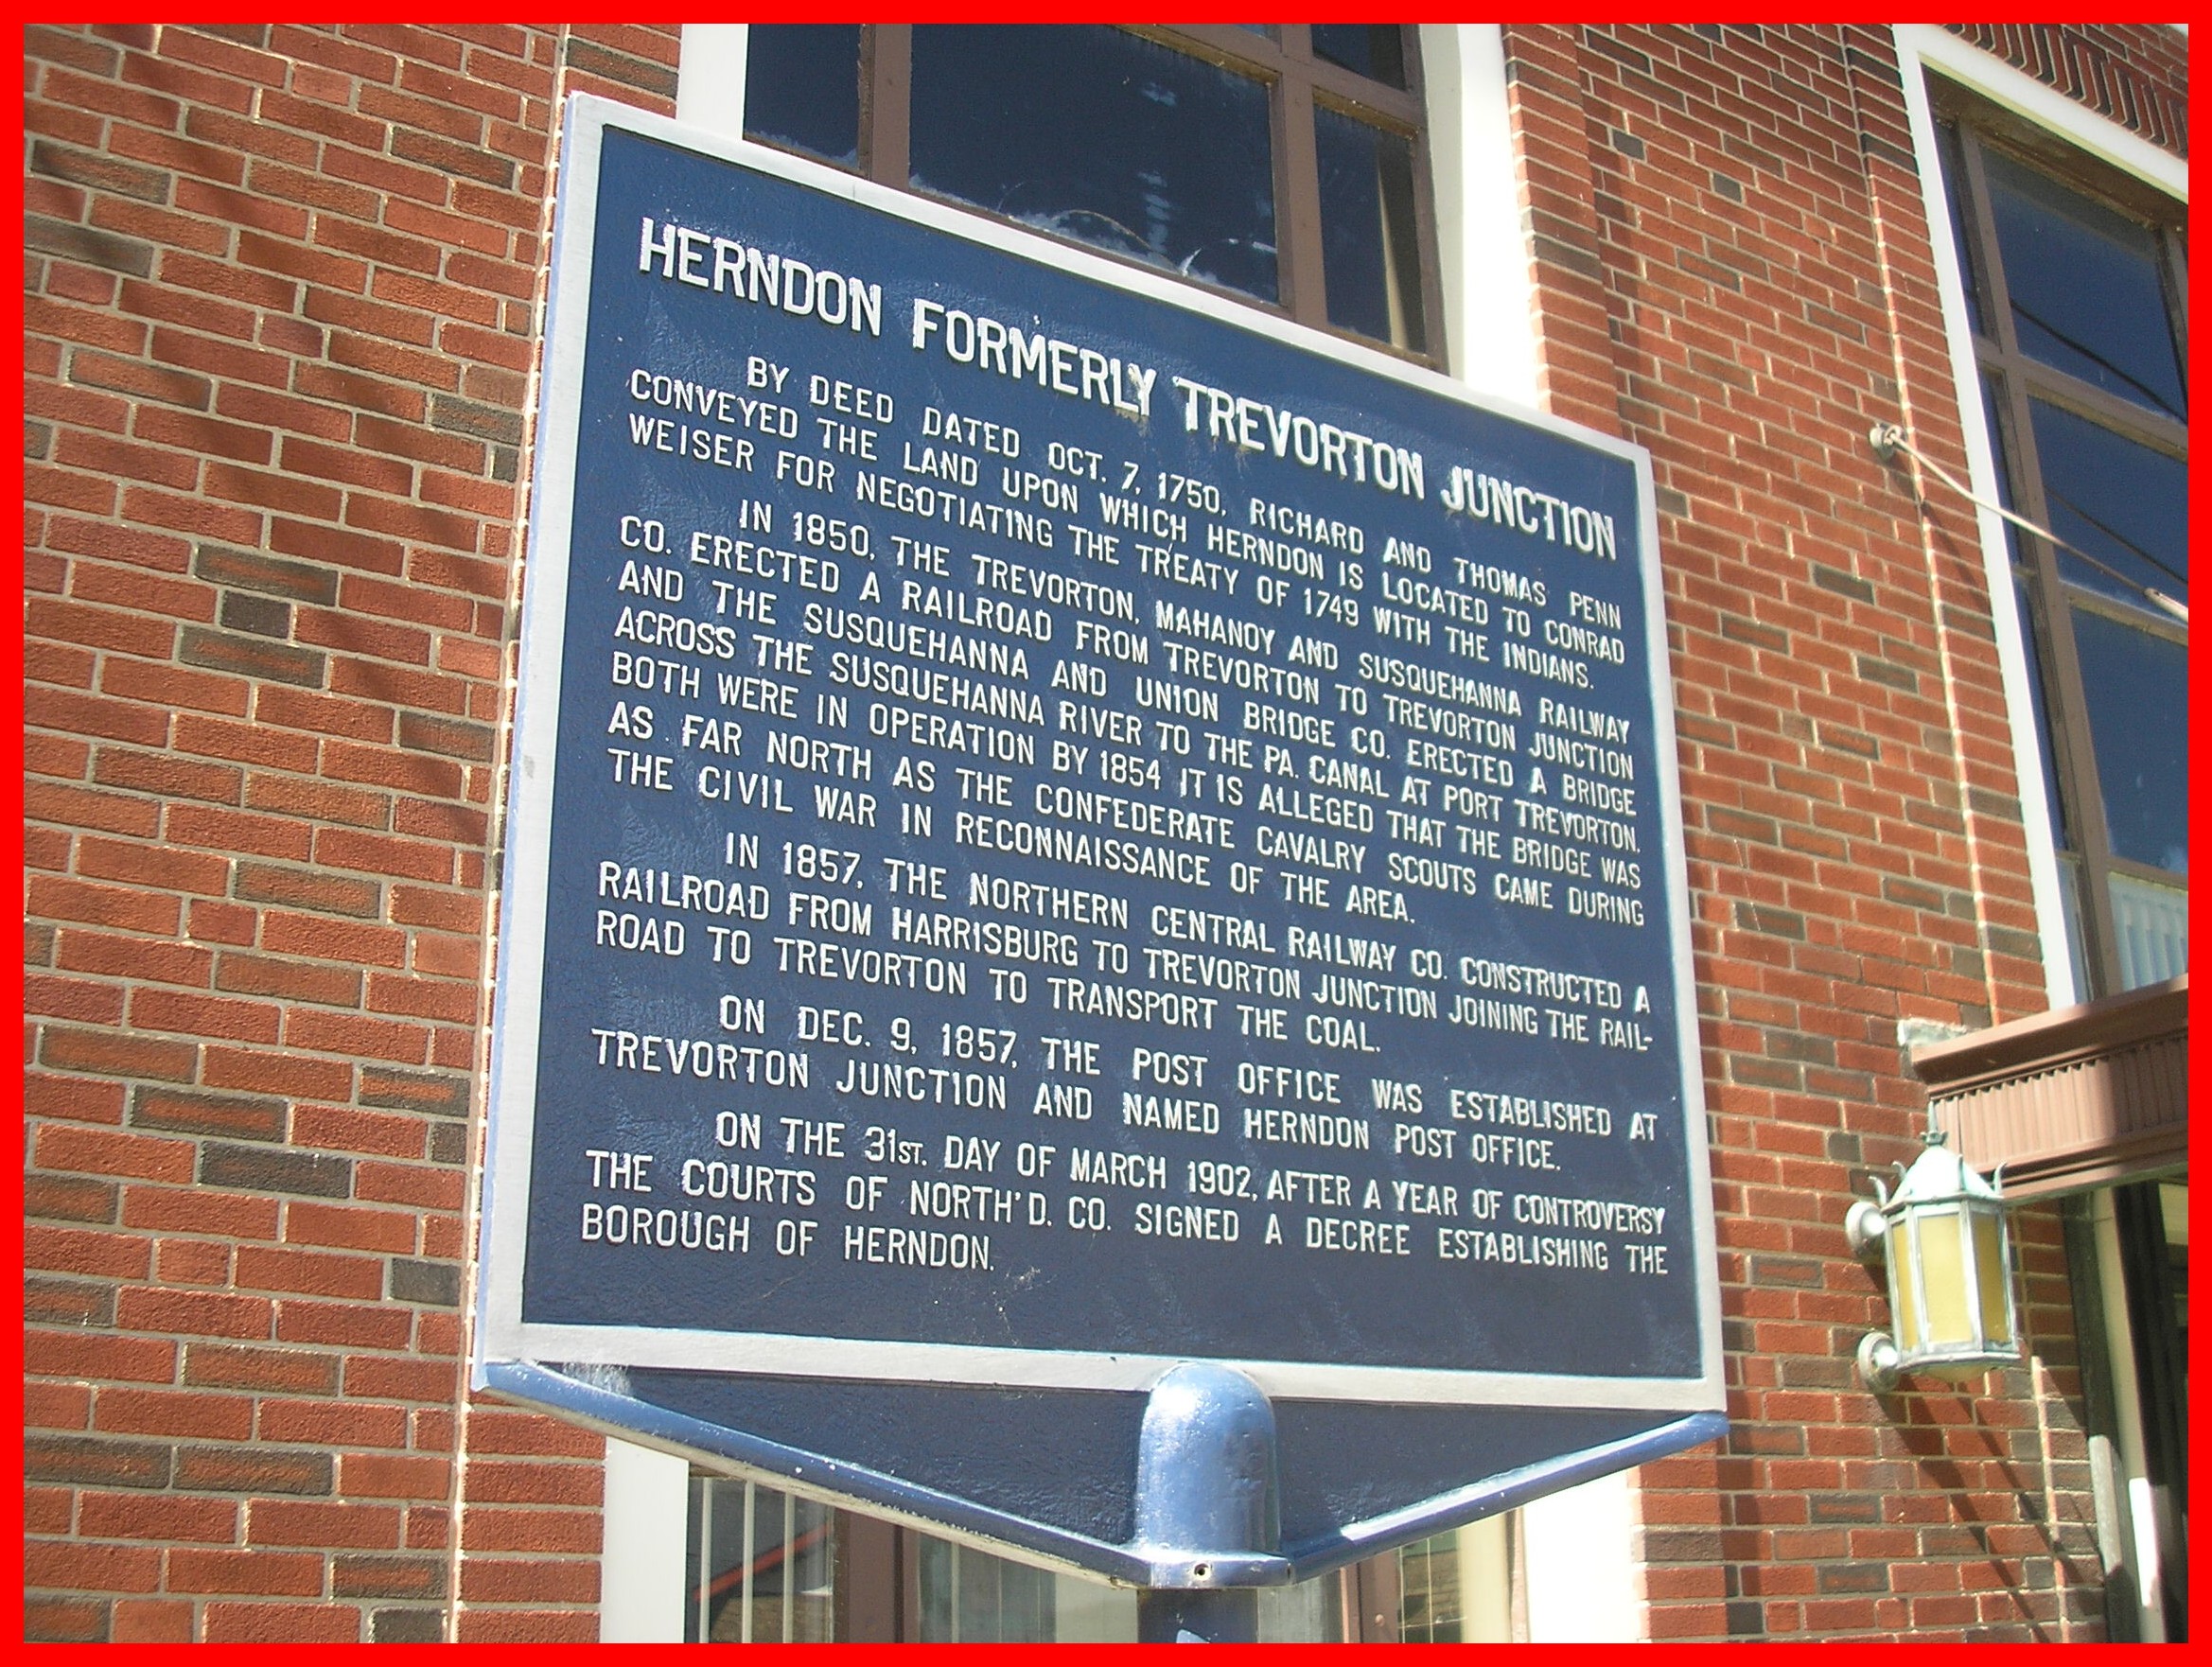 HERNDON FORMERLY TREVORTON JUNCTION
BY DEED DATED OCT. 7, 1750, RICHARD AND THOMAS PENN
CONVEYED THE LAND UPON WHICH HERNDON IS LOCATED TO CONRAD
WEISER FOR NEGOTIATING THE TREATY OF 1749 WITH THE INDIANS.
IN 1850, THE TREVORTON, MAHANOY AND SUSQUEHANNA RAILWAY
CO. ERECTED A RAILROAD FROM TREVORTON TO TREVORTON JUNCTION
AND THE SUSQUEHANNA AND UNION BRIDGE CO. ERECTED A BRIDGE
ACROSS THE SUSQUEHANNA RIVER TO THE PA. CANAL AT PORT TREVORTON.
BOTH WERE IN OPERATION BY 1854 IT IS ALLEGED THAT THE BRIDGE WAS
AS FAR NORTH AS THE CONFEDERATE CAVALRY SCOUTS CAME DURING
THE CIVIL WAR IN RECONNAISSANCE OF THE AREA.
IN 1857, THE NORTHERN CENTRAL RAILWAY CO. CONSTRUCTED A
RAILROAD FROM HARRISBURG TO TREVORTON JUNCTION JOINING THE RAIL-
ROAD TO TREVORTON TO TRANSPORT THE COAL.
ON DEC. 9, 1857, THE POST OFFICE WAS ESTABLISHED AT
TREVORTON JUNCTION AND NAMED HERNDON POST OFFICE.
ON THE 31ST. DAY OF MARCH 1902, AFTER A YEAR OF CONTROVERSY
THE COURTS OF NORTH'D. CO. SIGNED A DECREE ESTABLISHING THE
BOROUGH OF HERNDON.